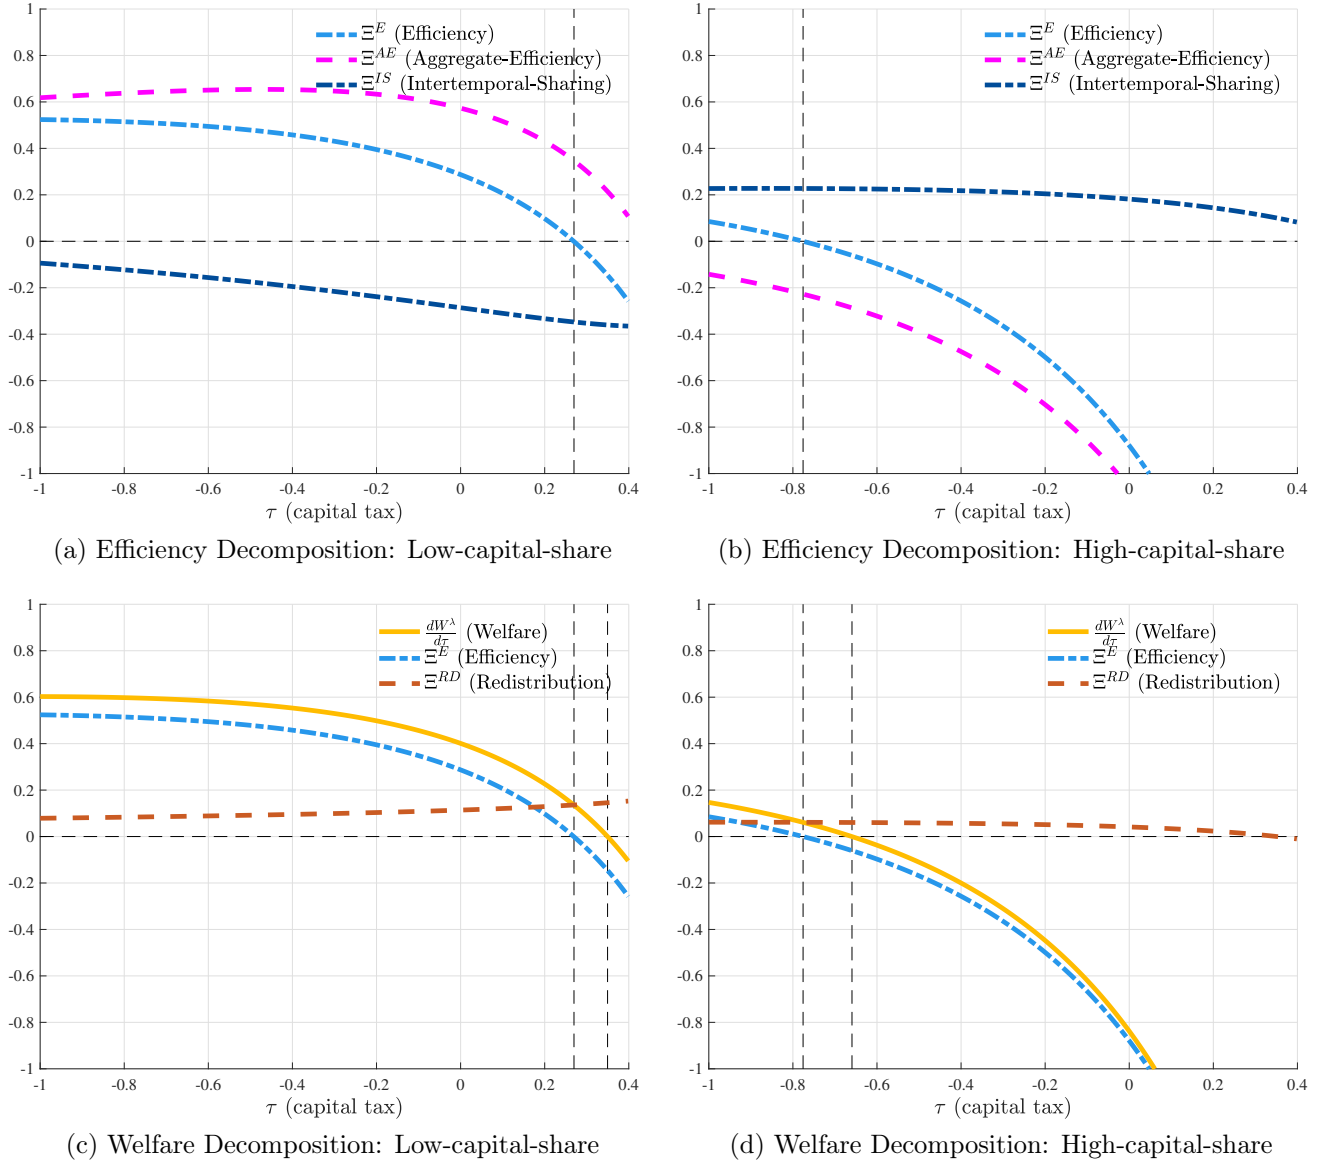 1
0.8
0.6
0.4
0.2
0
-0.2
-0.4
-0.6
-0.8
-1
Ξ^E (Efficiency)
Ξ^AE (Aggregate-Efficiency)
Ξ^IS (Intertemporal-Sharing)
-1 -0.8 -0.6 -0.4 -0.2 0 0.2 0.4
τ (capital tax)
(a) Efficiency Decomposition: Low-capital-share
1
0.8
0.6
0.4
0.2
0
-0.2
-0.4
-0.6
-0.8
-1
Ξ^E (Efficiency)
Ξ^AE (Aggregate-Efficiency)
Ξ^IS (Intertemporal-Sharing)
-1 -0.8 -0.6 -0.4 -0.2 0 0.2 0.4
τ (capital tax)
(b) Efficiency Decomposition: High-capital-share
1
0.8
0.6
0.4
0.2
0
-0.2
-0.4
-0.6
-0.8
-1
dW^λ/dτ (Welfare)
Ξ^E (Efficiency)
Ξ^RD (Redistribution)
-1 -0.8 -0.6 -0.4 -0.2 0 0.2 0.4
τ (capital tax)
(c) Welfare Decomposition: Low-capital-share
1
0.8
0.6
0.4
0.2
0
-0.2
-0.4
-0.6
-0.8
-1
dW^λ/dτ (Welfare)
Ξ^E (Efficiency)
Ξ^RD (Redistribution)
-1 -0.8 -0.6 -0.4 -0.2 0 0.2 0.4
τ (capital tax)
(d) Welfare Decomposition: High-capital-share